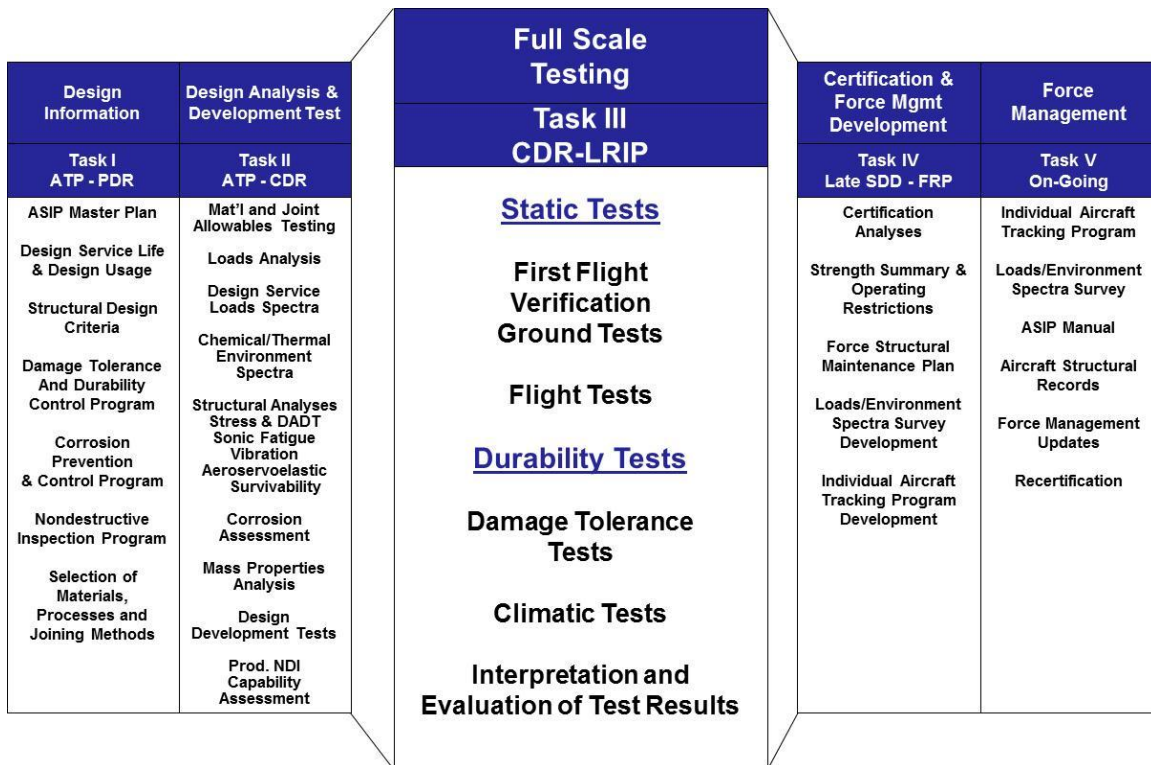 Design
Information
Task I
ATP - PDR
ASIP Master Plan
Design Service Life
& Design Usage
Structural Design
Criteria
Damage Tolerance
And Durability
Control Program
Corrosion
Prevention
& Control Program
Nondestructive
Inspection Program
Selection of
Materials,
Processes and
Joining Methods
Design Analysis &
Development Test
Task II
ATP - CDR
Mat'l and Joint
Allowables Testing
Loads Analysis
Design Service
Loads Spectra
Chemical/Thermal
Environment
Spectra
Structural Analyses
Stress & DADT
Sonic Fatigue
Vibration
Aeroservoelastic
Survivability
Corrosion
Assessment
Mass Properties
Analysis
Design
Development Tests
Prod. NDI
Capability
Assessment
Full Scale
Testing
Task III
CDR-LRIP
Static Tests
First Flight
Verification
Ground Tests
Flight Tests
Durability Tests
Damage Tolerance
Tests
Climatic Tests
Interpretation and
Evaluation of Test Results
Certification &
Force Mgmt
Development
Task IV
Late SDD - FRP
Certification
Analyses
Strength Summary &
Operating
Restrictions
Force Structural
Maintenance Plan
Loads/Environment
Spectra Survey
Development
Individual Aircraft
Tracking Program
Development
Force
Management
Task V
On-Going
Individual Aircraft
Tracking Program
Loads/Environment
Spectra Survey
ASIP Manual
Aircraft Structural
Records
Force Management
Updates
Recertification